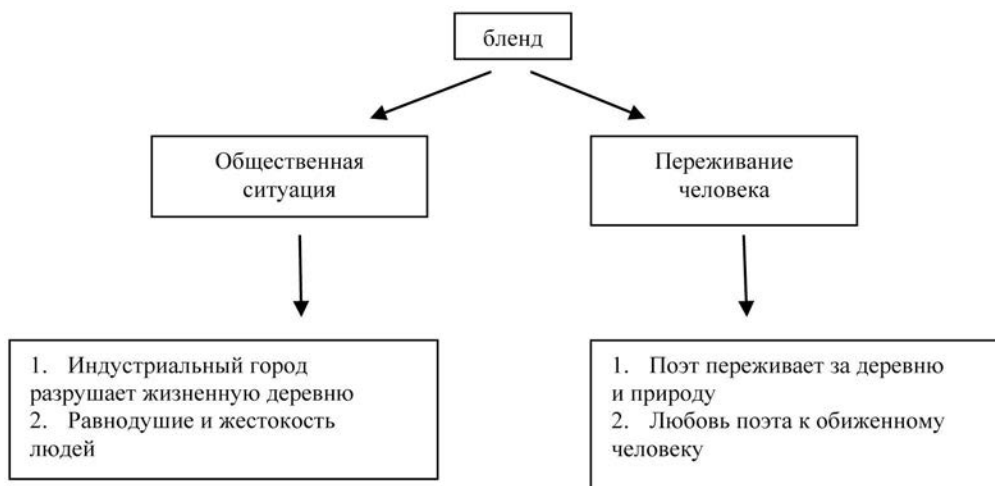 бленд
Общественная
ситуация
Переживание
человека
1. Индустриальный город
разрушает жизненную деревню
2. Равнодушие и жестокость
людей
1. Поэт переживает за деревню
и природу
2. Любовь поэта к обиженному
человеку